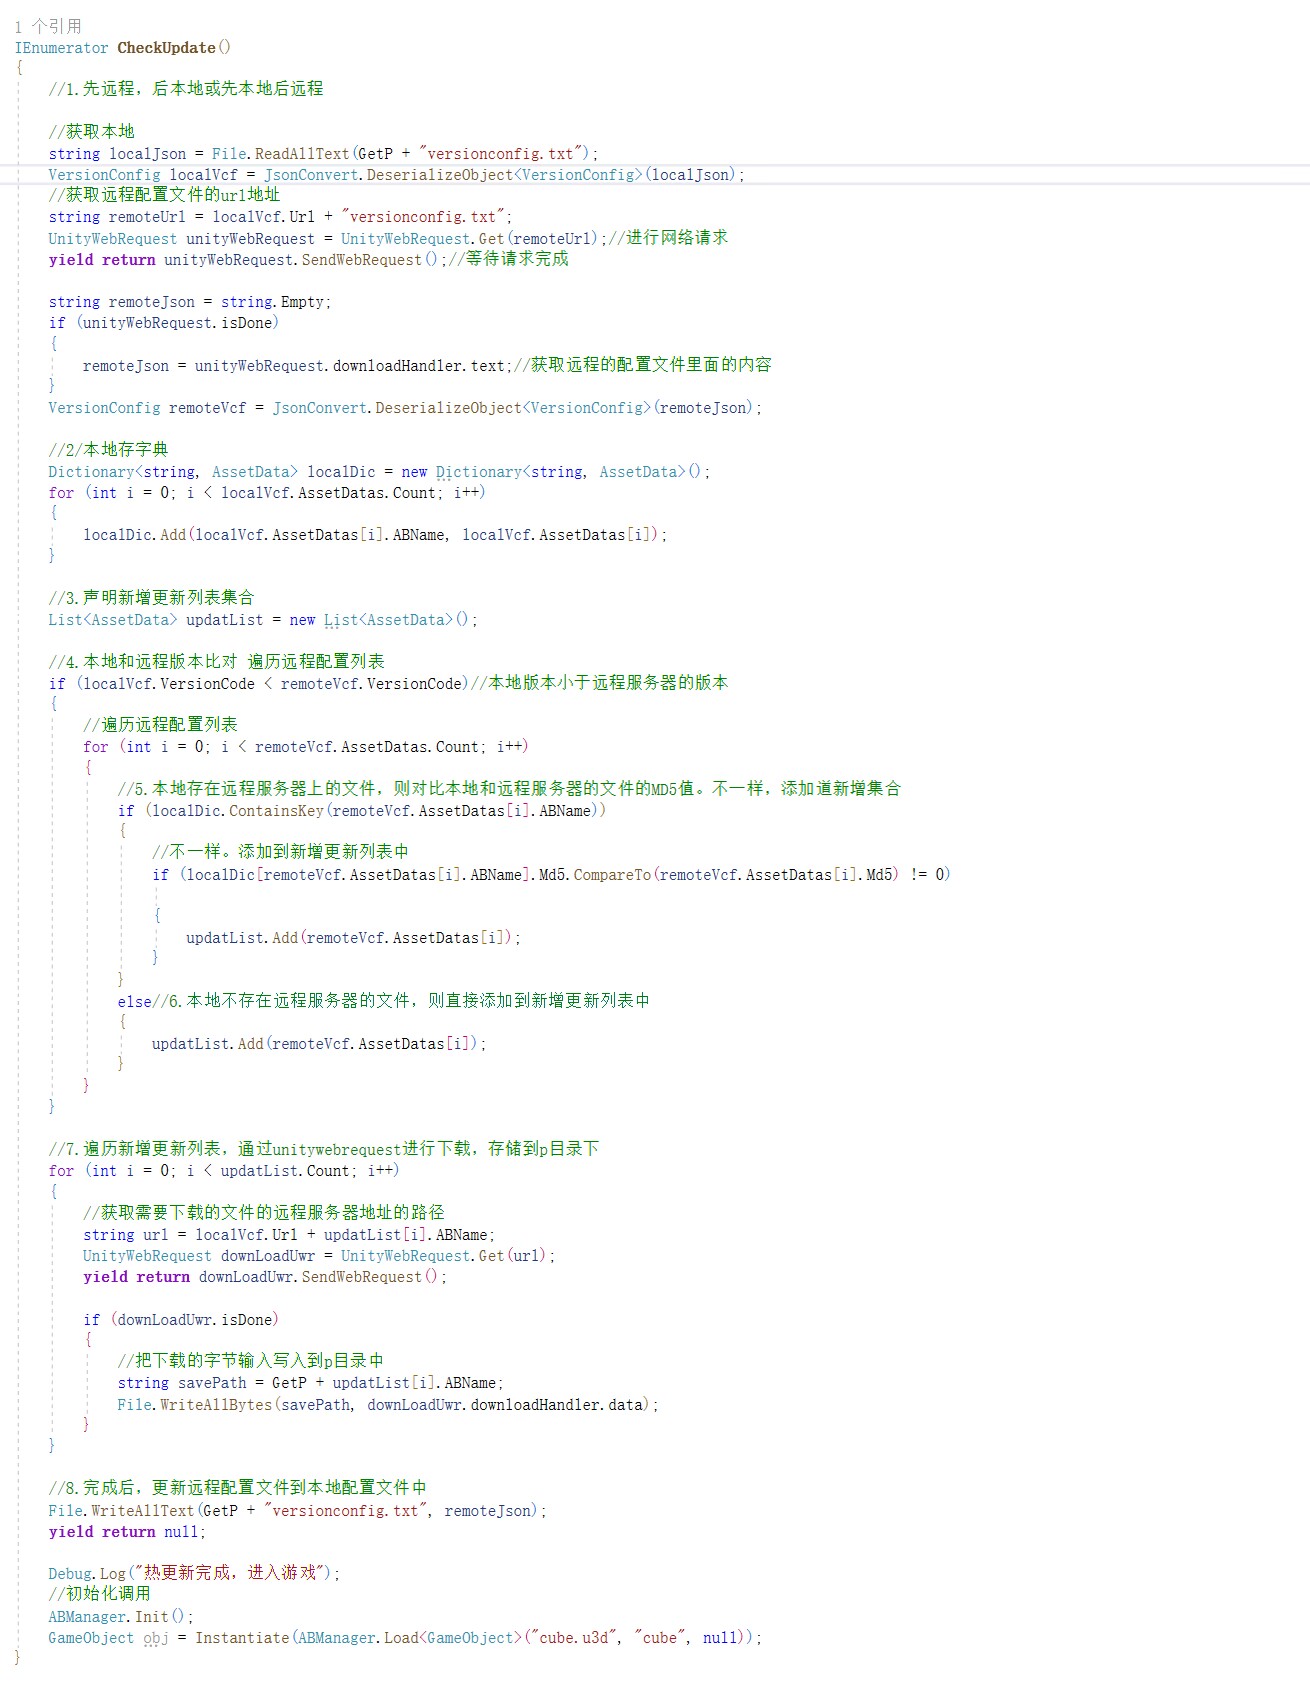 1 个引用
IEnumerator CheckUpdate()
{
//1.先远程，后本地或先本地后远程
//获取本地
string localJson = File.ReadAllText(GetP + "versionconfig.txt");
VersionConfig localVcf = JsonConvert.DeserializeObject<VersionConfig>(localJson);
//获取远程配置文件的url地址
string remoteUrl = localVcf.Url + "versionconfig.txt";
UnityWebRequest unityWebRequest = UnityWebRequest.Get(remoteUrl);//进行网络请求
yield return unityWebRequest.SendWebRequest();//等待请求完成
string remoteJson = string.Empty;
if (unityWebRequest.isDone)
{
remoteJson = unityWebRequest.downloadHandler.text;//获取远程的配置文件里面的内容
}
VersionConfig remoteVcf = JsonConvert.DeserializeObject<VersionConfig>(remoteJson);
//2/本地存字典
Dictionary<string, AssetData> localDic = new Dictionary<string, AssetData>();
for (int i = 0; i < localVcf.AssetDatas.Count; i++)
{
localDic.Add(localVcf.AssetDatas[i].ABName, localVcf.AssetDatas[i]);
}
//3.声明新增更新列表集合
List<AssetData> updatList = new List<AssetData>();
//4.本地和远程版本比对 遍历远程配置列表
if (localVcf.VersionCode < remoteVcf.VersionCode)//本地版本小于远程服务器的版本
{
//遍历远程配置列表
for (int i = 0; i < remoteVcf.AssetDatas.Count; i++)
{
//5.本地存在远程服务器上的文件，则对比本地和远程服务器的文件的MD5值。不一样，添加道新增集合
if (localDic.ContainsKey(remoteVcf.AssetDatas[i].ABName))
{
//不一样。添加到新增更新列表中
if (localDic[remoteVcf.AssetDatas[i].ABName].Md5.CompareTo(remoteVcf.AssetDatas[i].Md5) != 0)
{
updatList.Add(remoteVcf.AssetDatas[i]);
}
}
else//6.本地不存在远程服务器的文件，则直接添加到新增更新列表中
{
updatList.Add(remoteVcf.AssetDatas[i]);
}
}
}
//7.遍历新增更新列表，通过unitywebrequest进行下载，存储到p目录下
for (int i = 0; i < updatList.Count; i++)
{
//获取需要下载的文件的远程服务器地址的路径
string url = localVcf.Url + updatList[i].ABName;
UnityWebRequest downLoadUwr = UnityWebRequest.Get(url);
yield return downLoadUwr.SendWebRequest();
if (downLoadUwr.isDone)
{
//把下载的字节输入写入到p目录中
string savePath = GetP + updatList[i].ABName;
File.WriteAllBytes(savePath, downLoadUwr.downloadHandler.data);
}
}
//8.完成后，更新远程配置文件到本地配置文件中
File.WriteAllText(GetP + "versionconfig.txt", remoteJson);
yield return null;
Debug.Log("热更新完成，进入游戏");
//初始化调用
ABManager.Init();
GameObject obj = Instantiate(ABManager.Load<GameObject>("cube.u3d", "cube", null));
}